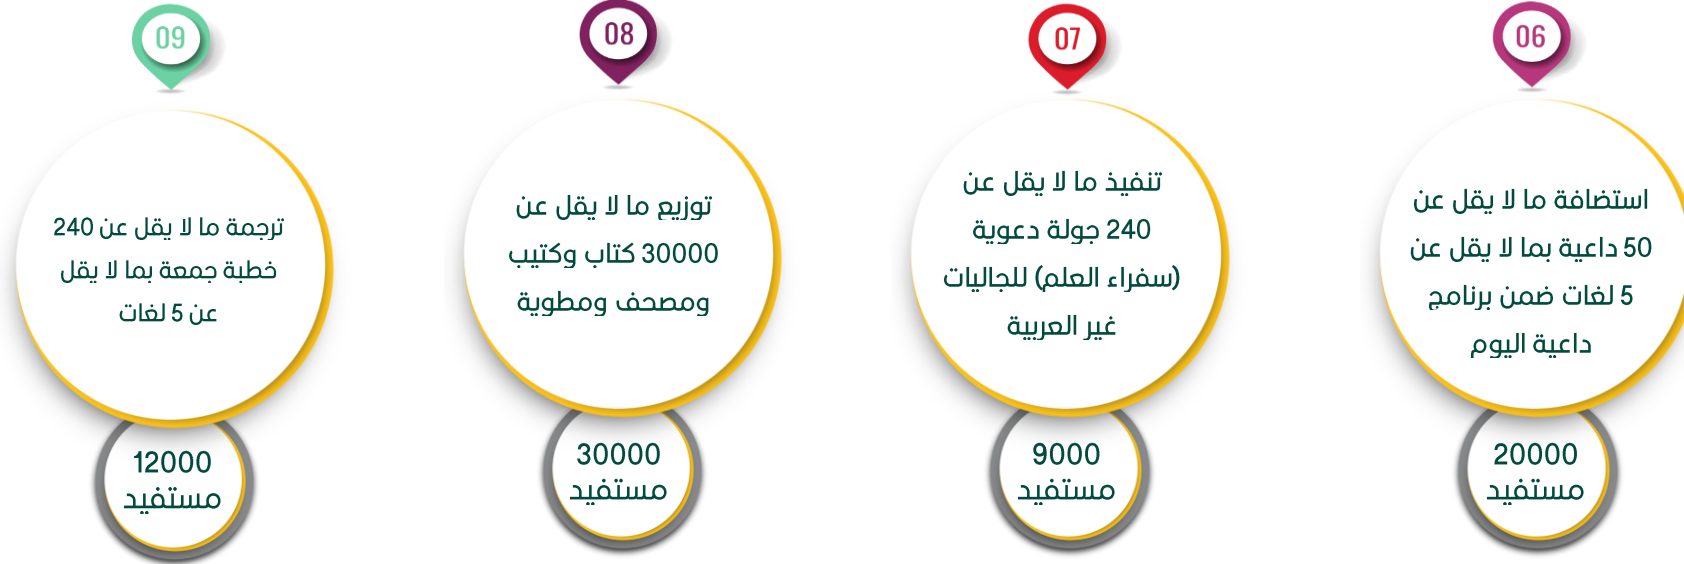 06
استضافة ما لا يقل عن
50 داعية بما لا يقل عن
5 لغات ضمن برنامج
داعية اليوم
20000
مستفيد
07
تنفيذ ما لا يقل عن
240 جولة دعوية
(سفراء العلم) للجاليات
غير العربية
9000
مستفيد
08
توزيع ما لا يقل عن
30000 كتاب وكتيب
ومصحف ومطوية
30000
مستفيد
09
ترجمة ما لا يقل عن 240
خطبة جمعة بما لا يقل
عن 5 لغات
12000
مستفيد